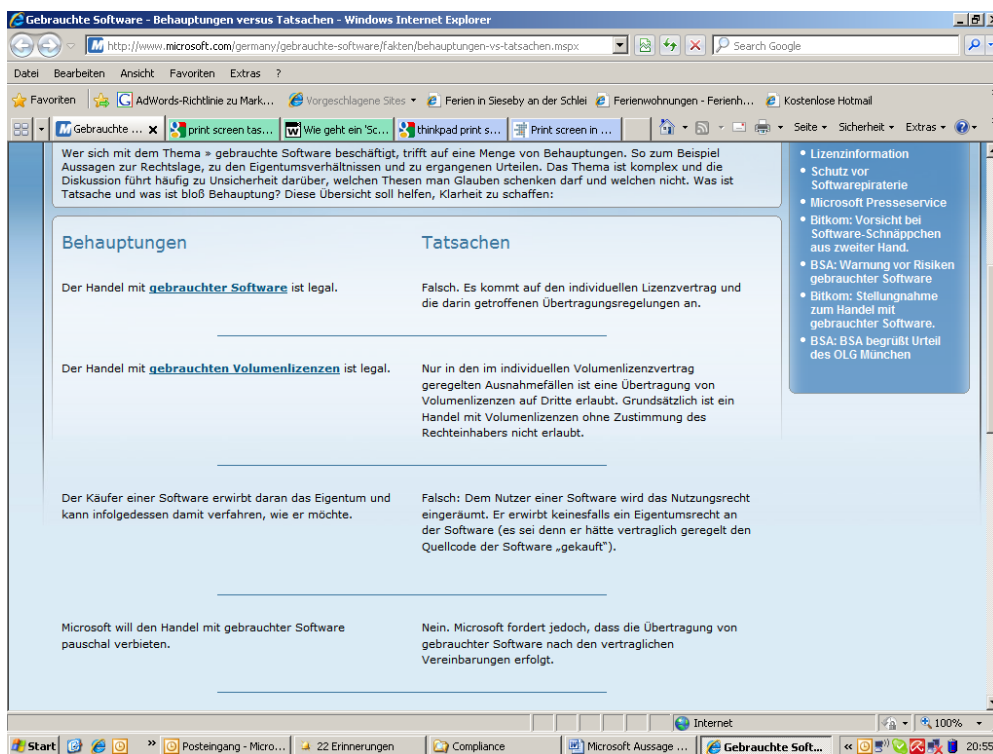 Gebrauchte Software - Behauptungen versus Tatsachen - Windows Internet Explorer
http://www.microsoft.com/germany/gebrauchte-software/fakten/behauptungen-vs-tatsachen.mspx
Search Google
Datei Bearbeiten Ansicht Favoriten Extras ?
Favoriten AdWords-Richtlinie zu Mark... Vorgeschlagene Sites Ferien in Sieseby an der Schlei Ferienwohnungen - Ferienh... Kostenlose Hotmail
Gebrauchte ... print screen tas... Wie geht ein 'Sc... thinkpad print s... Print screen in ... Seite Sicherheit Extras
Wer sich mit dem Thema » gebrauchte Software beschäftigt, trifft auf eine Menge von Behauptungen. So zum Beispiel
Aussagen zur Rechtslage, zu den Eigentumsverhältnissen und zu ergangenen Urteilen. Das Thema ist komplex und die
Diskussion führt häufig zu Unsicherheit darüber, welchen Thesen man Glauben schenken darf und welchen nicht. Was ist
Tatsache und was ist bloß Behauptung? Diese Übersicht soll helfen, Klarheit zu schaffen:
Behauptungen
Tatsachen
Der Handel mit gebrauchter Software ist legal.
Falsch. Es kommt auf den individuellen Lizenzvertrag und
die darin getroffenen Übertragungsregelungen an.
Der Handel mit gebrauchten Volumenlizenzen ist legal.
Nur in den im individuellen Volumenlizenzvertrag
geregelten Ausnahmefällen ist eine Übertragung von
Volumenlizenzen auf Dritte erlaubt. Grundsätzlich ist ein
Handel mit Volumenlizenzen ohne Zustimmung des
Rechteinhabers nicht erlaubt.
Der Käufer einer Software erwirbt daran das Eigentum und
kann infolgedessen damit verfahren, wie er möchte.
Falsch: Dem Nutzer einer Software wird das Nutzungsrecht
eingeräumt. Er erwirbt keinesfalls ein Eigentumsrecht an
der Software (es sei denn er hätte vertraglich geregelt den
Quellcode der Software „gekauft“).
Microsoft will den Handel mit gebrauchter Software
pauschal verbieten.
Nein. Microsoft fordert jedoch, dass die Übertragung von
gebrauchter Software nach den vertraglichen
Vereinbarungen erfolgt.
• Lizenzinformation
• Schutz vor
Softwarepiraterie
• Microsoft Presseservice
• Bitkom: Vorsicht bei
Software-Schnäppchen
aus zweiter Hand.
• BSA: Warnung vor Risiken
gebrauchter Software
• Bitkom: Stellungnahme
zum Handel mit
gebrauchter Software.
• BSA: BSA begrüßt Urteil
des OLG München
Internet 100%
Start » Posteingang - Micro... 22 Erinnerungen Compliance Microsoft Aussage ... Gebrauchte Soft... « 20:55